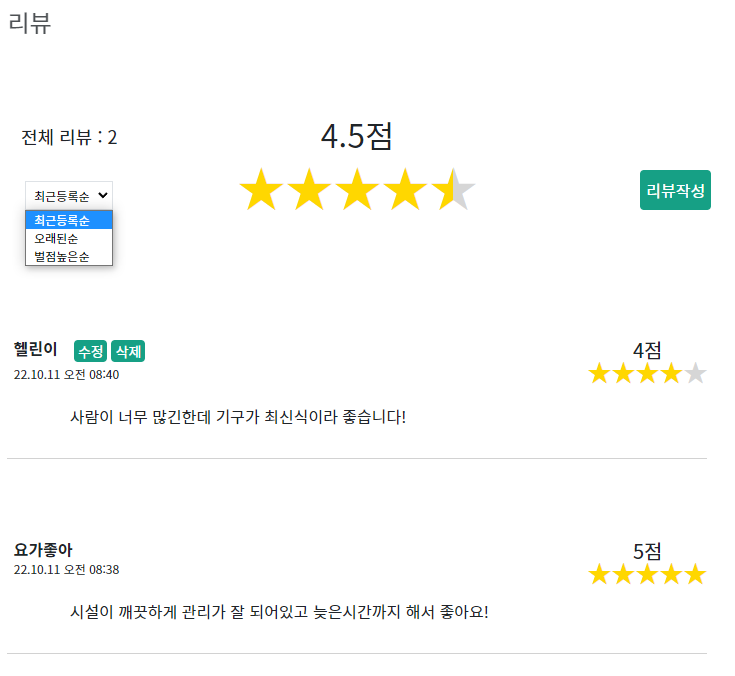 리뷰
전체 리뷰 : 2
4.5점
최근등록순
최근등록순
오래된순
별점높은순
리뷰작성
헬린이 수정 삭제
4점
22.10.11 오전 08:40
사람이 너무 많긴한데 기구가 최신식이라 좋습니다!
요가좋아
5점
22.10.11 오전 08:38
시설이 깨끗하게 관리가 잘 되어있고 늦은시간까지 해서 좋아요!